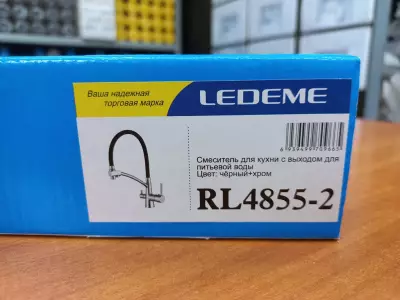 Ваша надежная
торговая марка
LEDEME
Смеситель для кухни с выходом для
питьевой воды
Цвет: чёрный+хром
RL4855-2